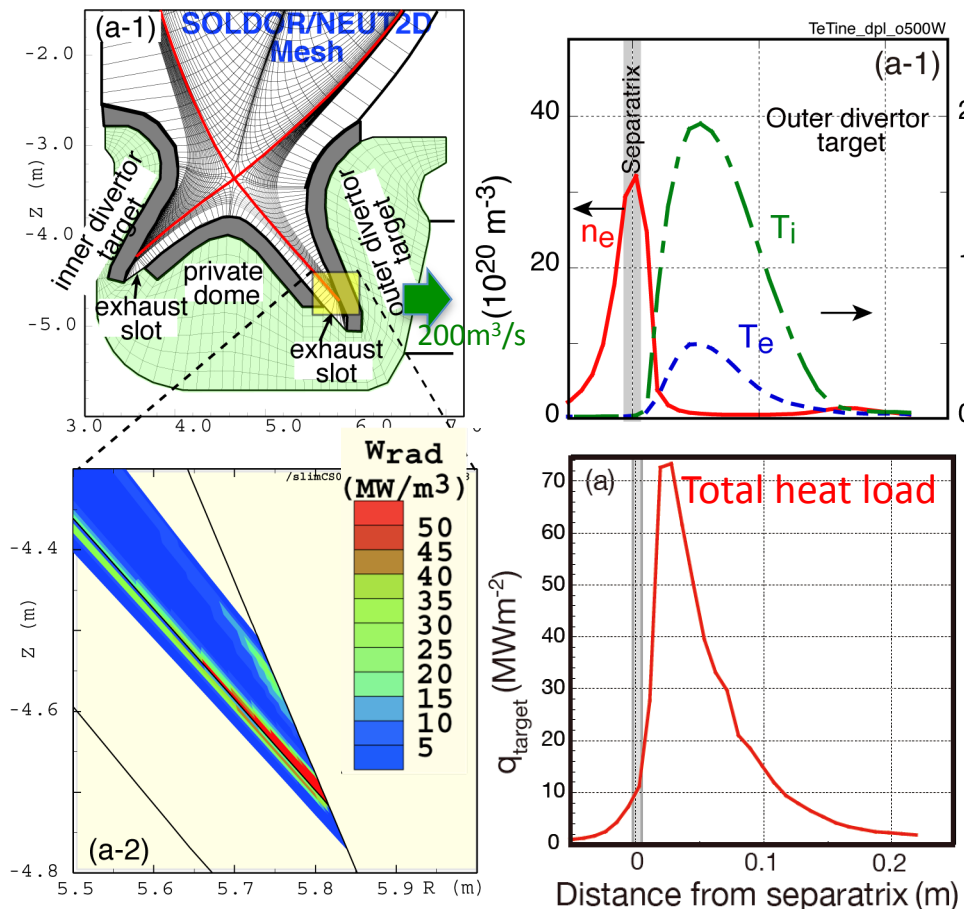 (a-1)
SOLDOR/NEUT2D
Mesh
-2.0
-3.0
-4.0
-5.0
Z (m)
inner divertor
target
exhaust
slot
private
dome
exhaust
slot
outer divertor
target
200m³/s
3.0
4.0
5.0
6.0
TeTine_dpl_o500W
(a-1)
Separatrix
Outer divertor
target
40
20
0
(10²⁰ m⁻³)
nₑ
Tᵢ
Tₑ
2
1
0
Wrad
(MW/m³)
50
45
40
35
30
25
20
15
10
5
/slimCS0
-4.4
-4.6
-4.8
Z (m)
(a-2)
5.5
5.6
5.7
5.8
5.9
R (m)
(a)
Total heat load
70
60
50
40
30
20
10
0
q target (MWm⁻²)
0
0.1
0.2
Distance from separatrix (m)